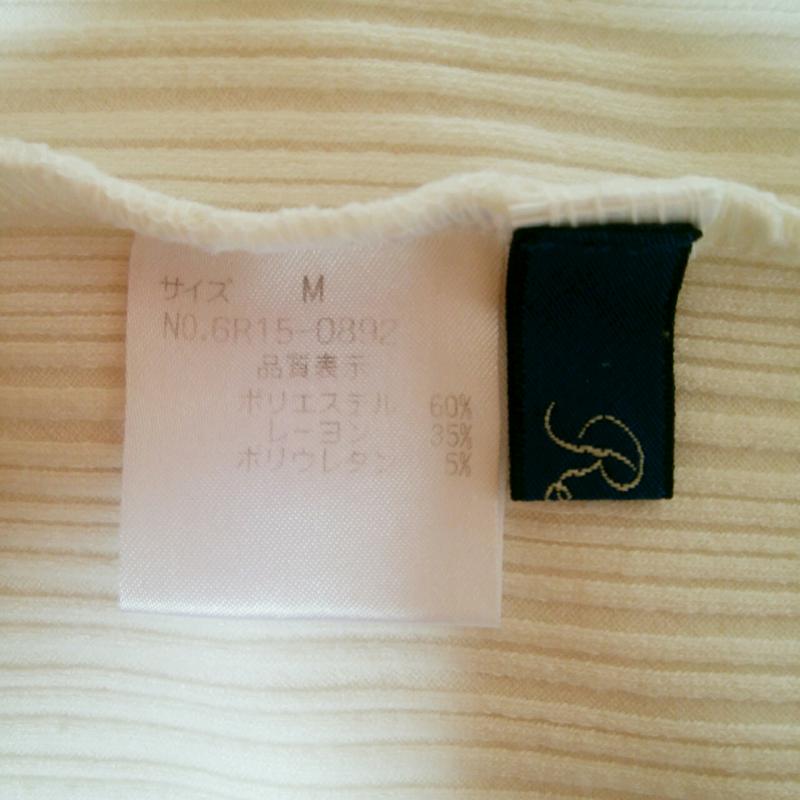 サイズ M
NO.6R15-0892
品質表示
ポリエステル 60%
レーヨン 35%
ポリウレタン 5%
R